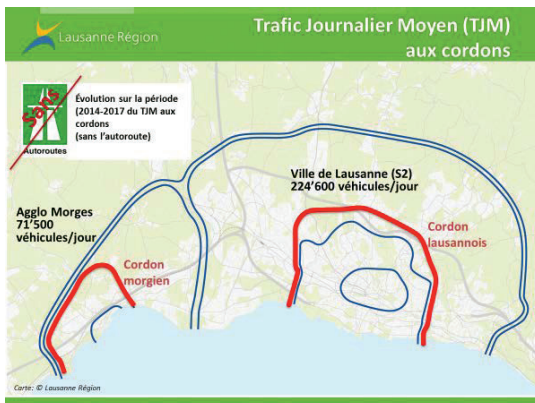 Lausanne Région
Trafic Journalier Moyen (TJM)
aux cordons
Sans
Autoroutes
Évolution sur la période
(2014-2017 du TJM aux
cordons
(sans l'autoroute)
Ville de Lausanne (S2)
224'600 véhicules/jour
Agglo Morges
71'500
véhicules/jour
Cordon
lausannois
Cordon
morgien
Carte: © Lausanne Région